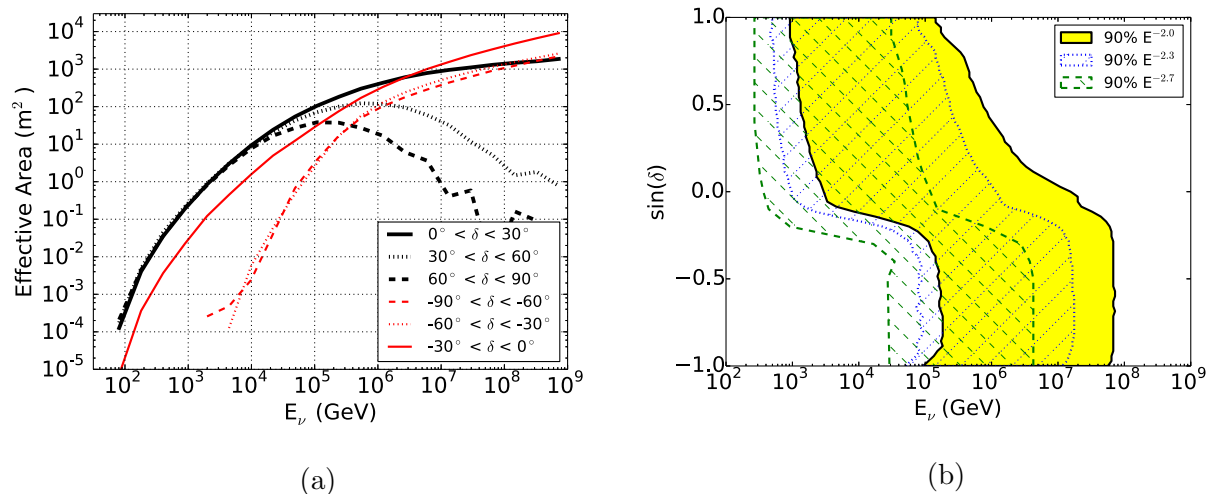 10^4
10^3
10^2
10^1
10^0
10^-1
10^-2
10^-3
10^-4
10^-5
Effective Area (m^2)
0° < δ < 30°
30° < δ < 60°
60° < δ < 90°
-90° < δ < -60°
-60° < δ < -30°
-30° < δ < 0°
10^2 10^3 10^4 10^5 10^6 10^7 10^8 10^9
E_ν (GeV)
(a)
1.0
0.5
0.0
−0.5
−1.0
sin(δ)
90% E^−2.0
90% E^−2.3
90% E^−2.7
10^2 10^3 10^4 10^5 10^6 10^7 10^8 10^9
E_ν (GeV)
(b)